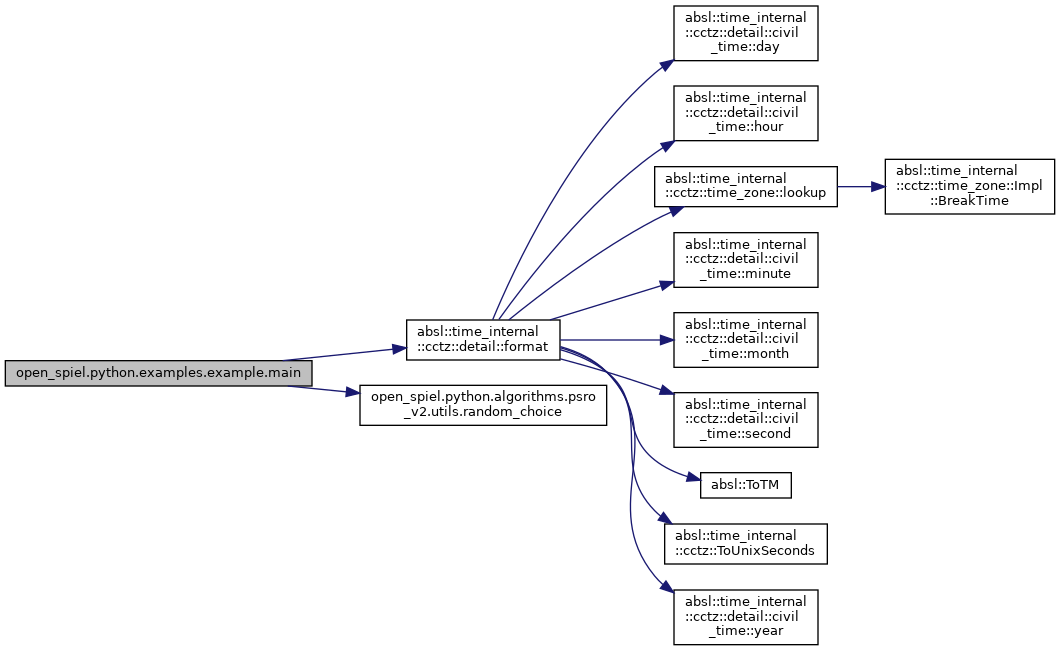 absl::time_internal
::cctz::detail::civil
_time::day
absl::time_internal
::cctz::detail::civil
_time::hour
absl::time_internal
::cctz::time_zone::lookup
absl::time_internal
::cctz::time_zone::Impl
::BreakTime
absl::time_internal
::cctz::detail::civil
_time::minute
absl::time_internal
::cctz::detail::format
absl::time_internal
::cctz::detail::civil
_time::month
open_spiel.python.examples.example.main
open_spiel.python.algorithms.psro
_v2.utils.random_choice
absl::time_internal
::cctz::detail::civil
_time::second
absl::ToTM
absl::time_internal
::cctz::ToUnixSeconds
absl::time_internal
::cctz::detail::civil
_time::year